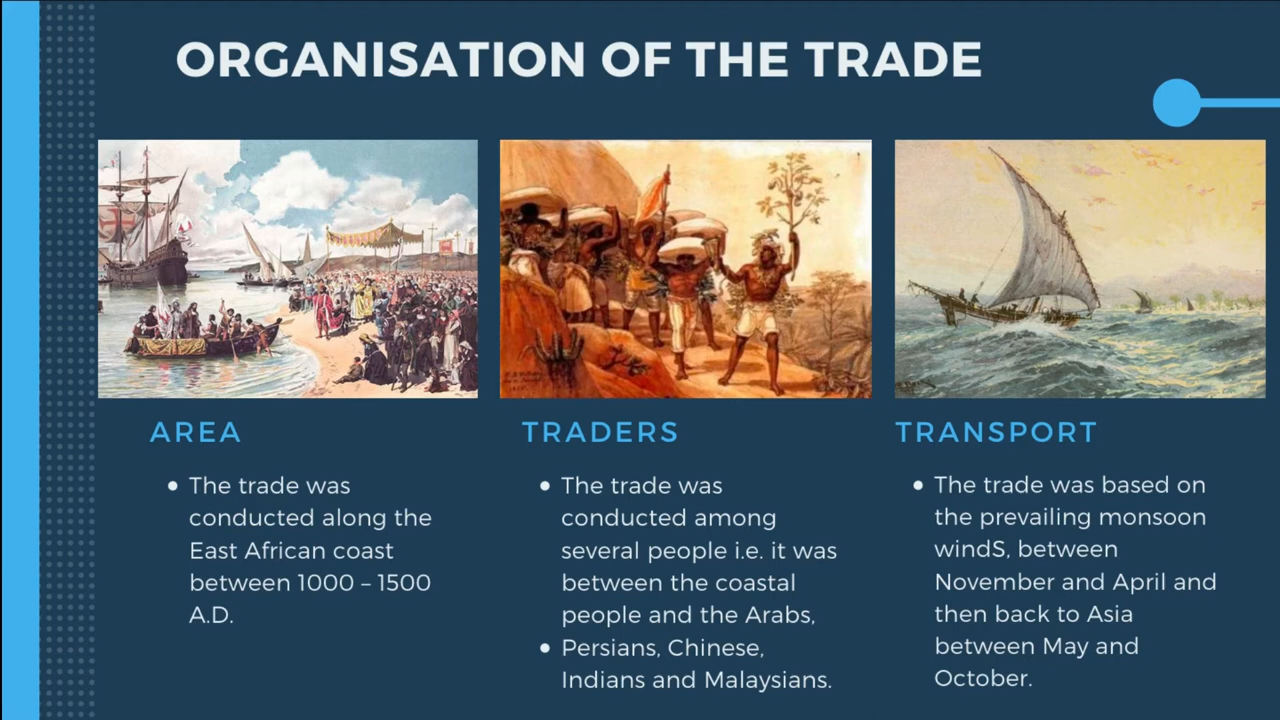 ORGANISATION OF THE TRADE
AREA
• The trade was
conducted along the
East African coast
between 1000 – 1500
A.D.
TRADERS
• The trade was
conducted among
several people i.e. it was
between the coastal
people and the Arabs,
• Persians, Chinese,
Indians and Malaysians.
TRANSPORT
• The trade was based on
the prevailing monsoon
windS, between
November and April and
then back to Asia
between May and
October.